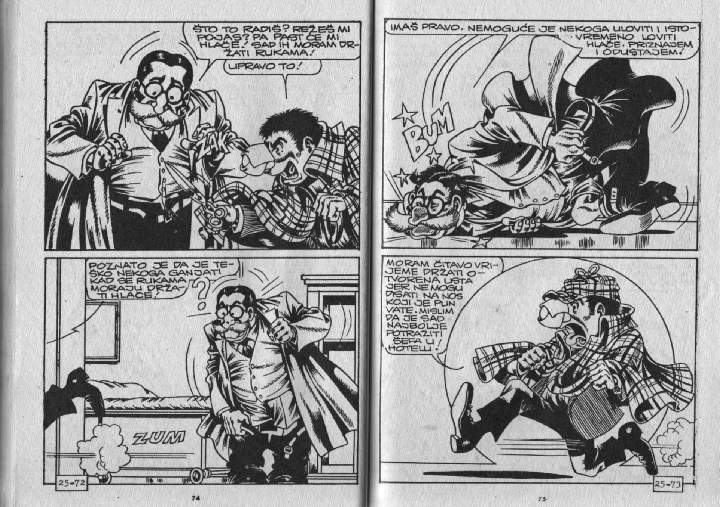 ŠTO TO RADIŠ? REŽEŠ MI
POJAS? PA PAST ĆE MI
HLAČE! SAD IH MORAM DR-
ŽATI RUKAMA!
UPRAVO TO!
POZNATO JE DA JE TE-
ŠKO NEKOGA GANJATI
KAD SE RUKAMA
MORAJU DRŽA-
TI HLAČE!
?
ZUM
25-72
74
IMAŠ PRAVO. NEMOGUĆE JE NEKOGA ULOVITI I ISTO-
VREMENO LOVITI
HLAČE. PRIZNAJEM
I ODUSTAJEM!
BUM
MORAM ČITAVO VRI-
JEME DRŽATI O-
TVORENA USTA
JER NE MOGU
DISATI NA NOS
KOJI JE PUN
VATE. MISLIM
DA JE SAD
NAJBOLJE
POTRAŽITI
ŠEFA U
HOTELU!
25-73
75